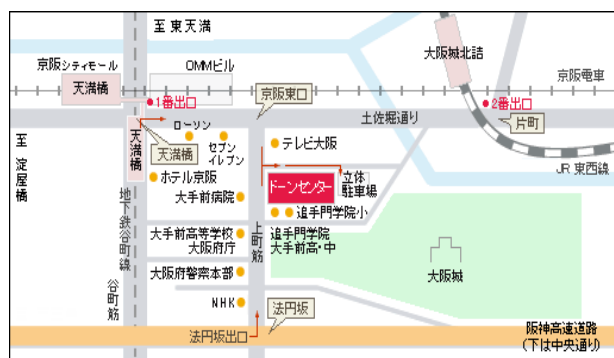 至 東天満
京阪シティモール
OMMビル
天満橋
1番出口
京阪東口
大阪城北詰
京阪電車
2番出口
片町
土佐堀通り
JR東西線
至 淀屋橋
天満橋
天満橋
ローソン
セブン
イレブン
テレビ大阪
ホテル京阪
大手前病院
ドーンセンター
立体
駐車場
追手門学院小
地下鉄谷町線
大手前高等学校
大阪府庁
上町筋
追手門学院
大手前高・中
大阪城
大阪府警察本部
谷町筋
NHK
法円坂
法円坂出口
阪神高速道路
(下は中央通り)